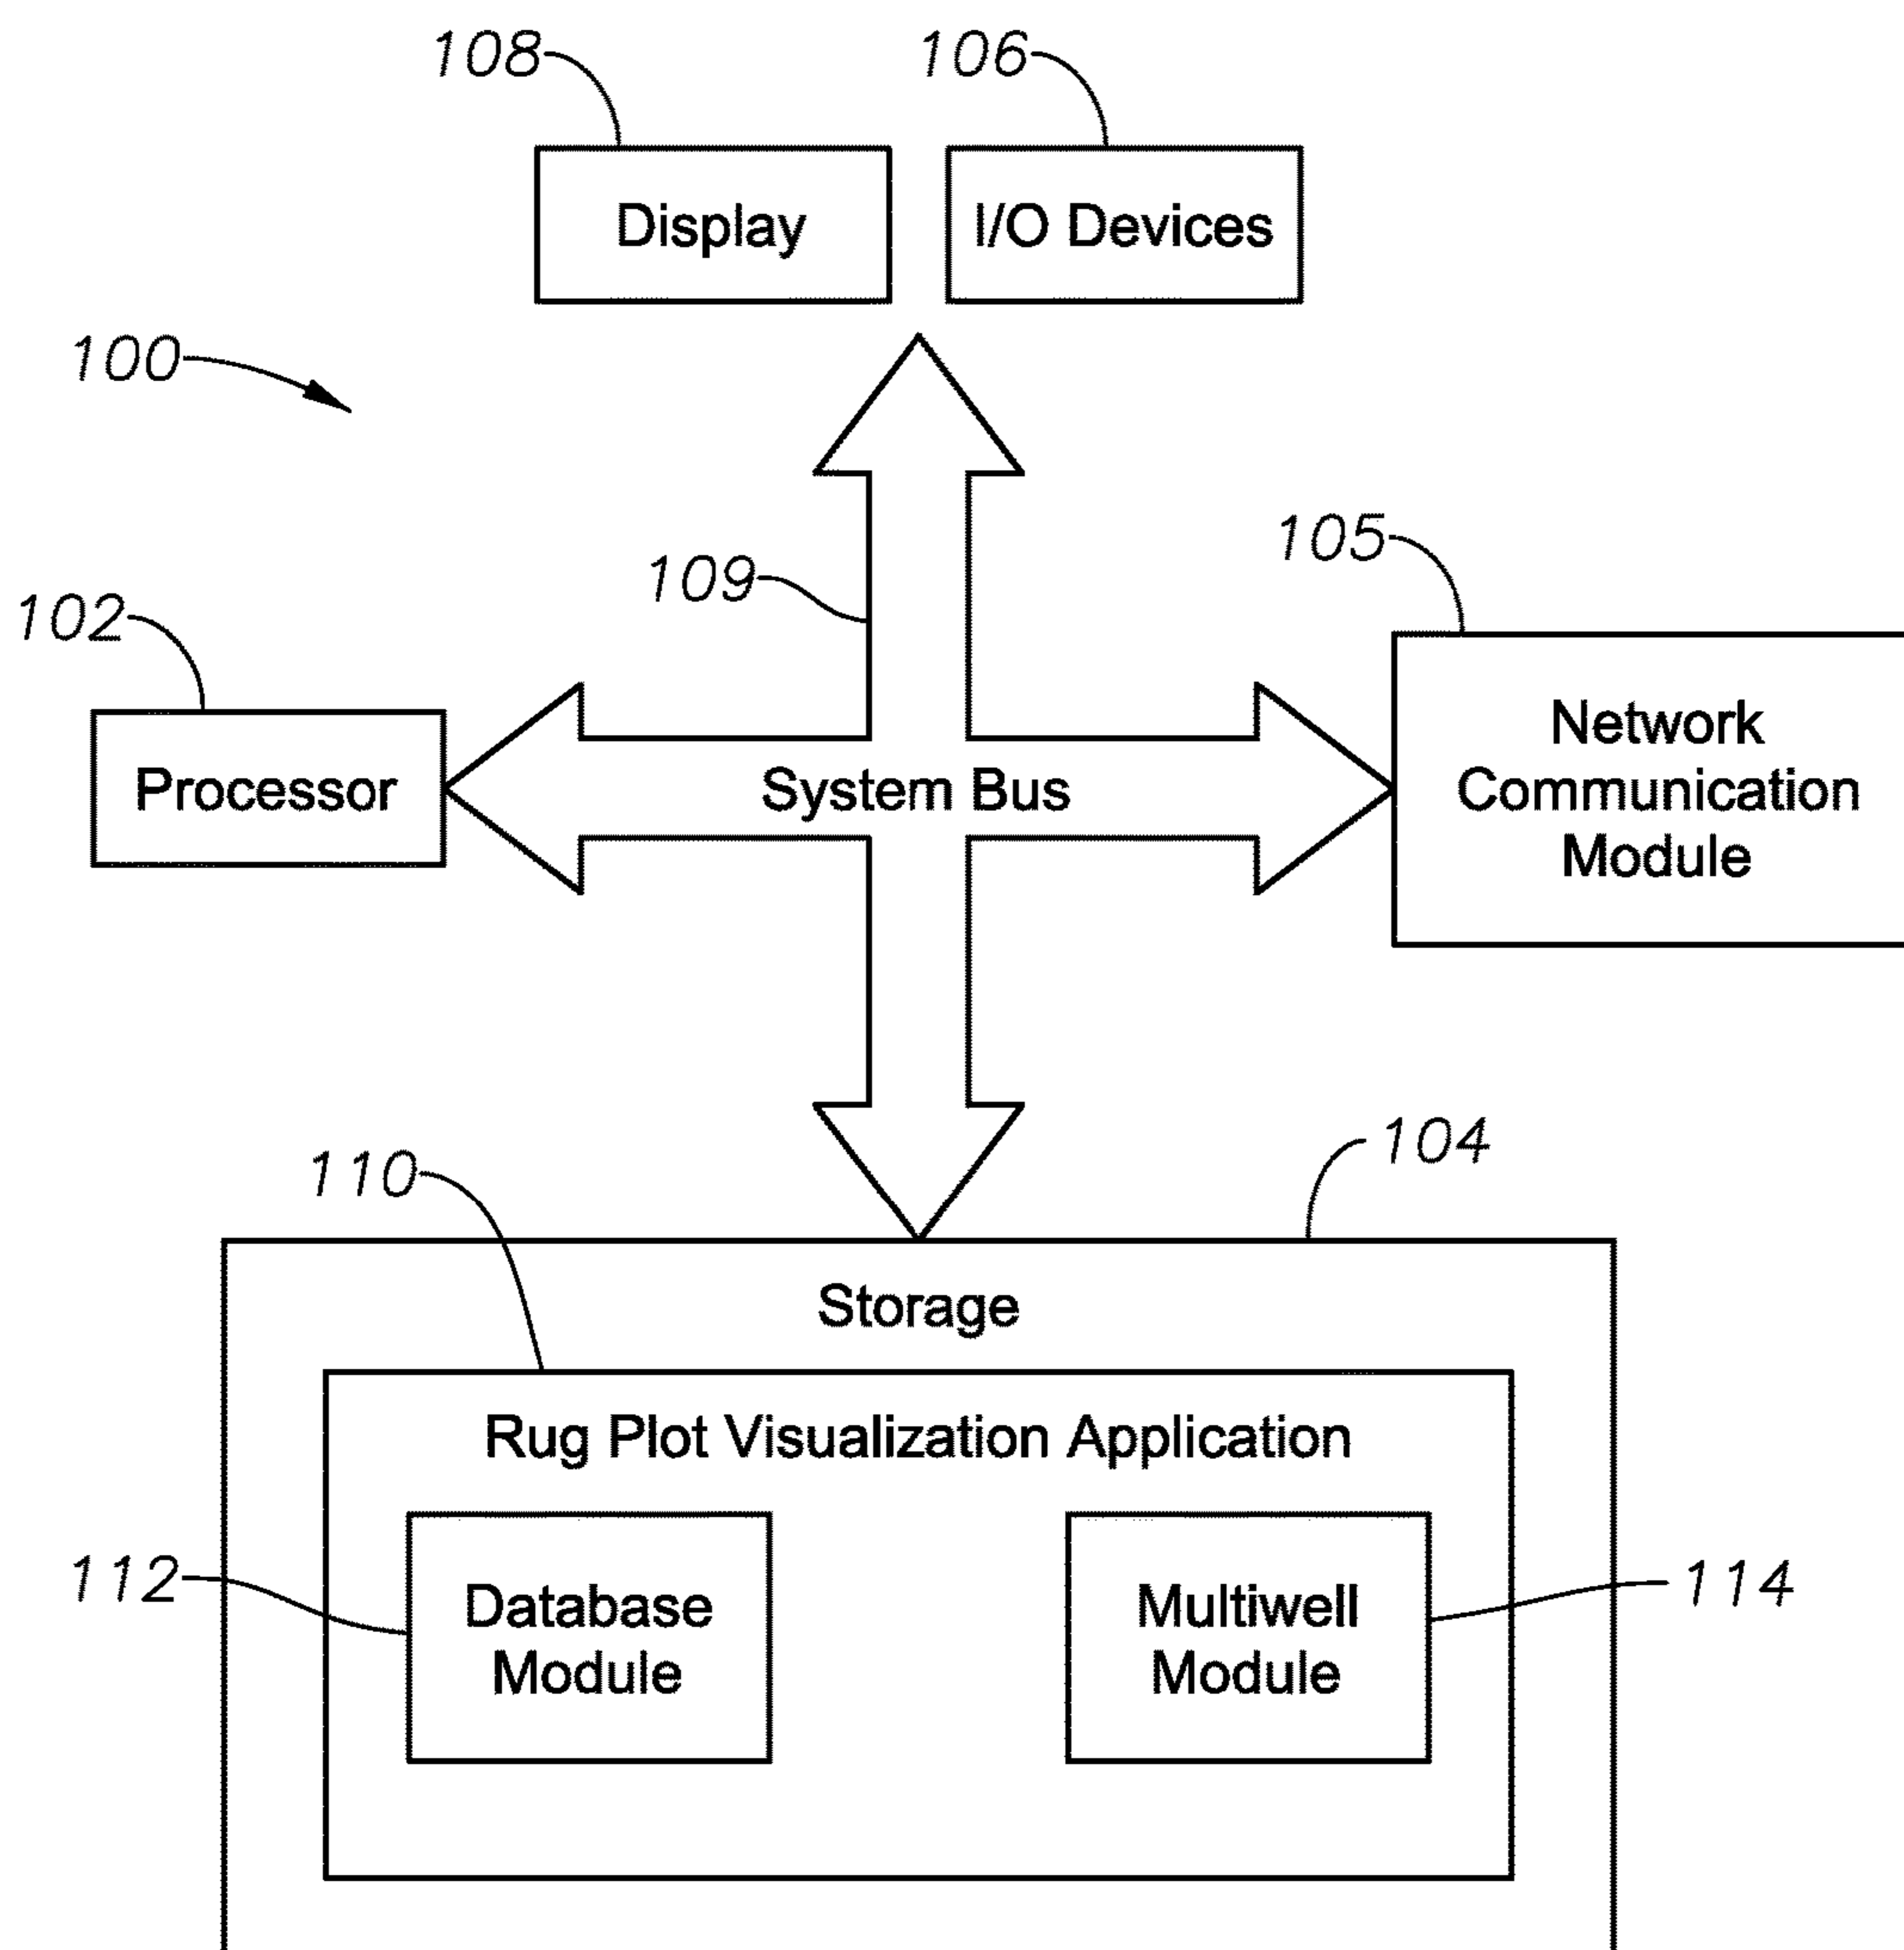 108
106
Display
I/O Devices
100
109
105
102
Network
Communication
Module
Processor
System Bus
104
110
Storage
Rug Plot Visualization Application
112
Database
Module
Multiwell
Module
114